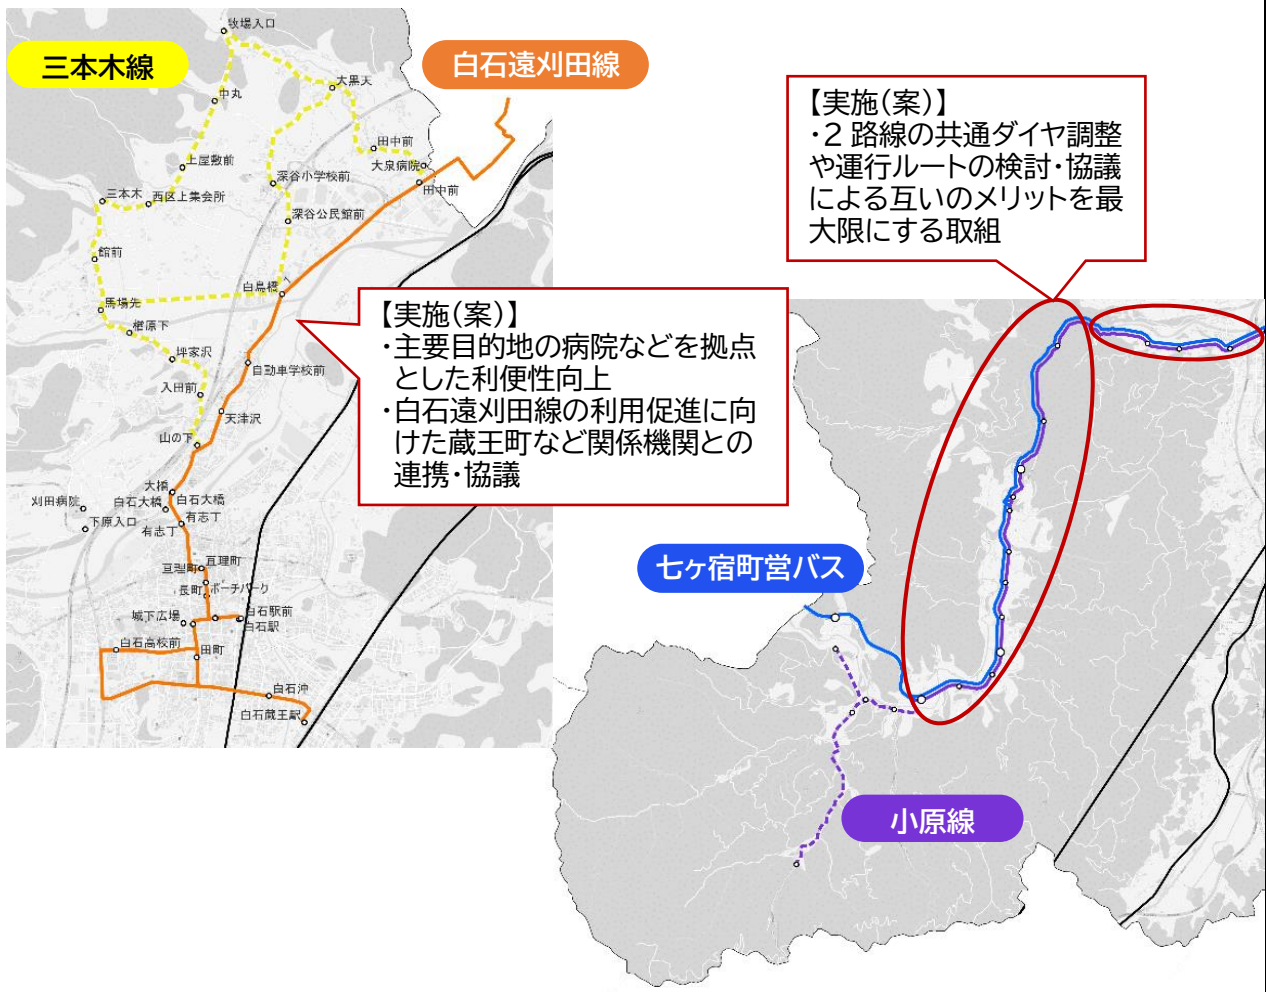 三本木線
白石遠刈田線
牧場入口
大黒天
中丸
田中前
大泉病院
田中前
上屋敷前
深谷小学校前
三本木
西区上集会所
深谷公民館前
館前
白鳥橋
馬場先
楢原下
坪家沢
自動車学校前
入田前
天津沢
山の下
大橋
刈田病院
白石大橋
白石大橋
下原入口
有志丁
有志丁
亘理町
亘理町
長町
ポーチパーク
城下広場
白石駅前
白石駅
白石高校前
田町
白石沖
白石蔵王駅
【実施(案)】
・主要目的地の病院などを拠点
とした利便性向上
・白石遠刈田線の利用促進に向
けた蔵王町など関係機関との
連携・協議
【実施(案)】
・2 路線の共通ダイヤ調整
や運行ルートの検討・協議
による互いのメリットを最
大限にする取組
七ヶ宿町営バス
小原線